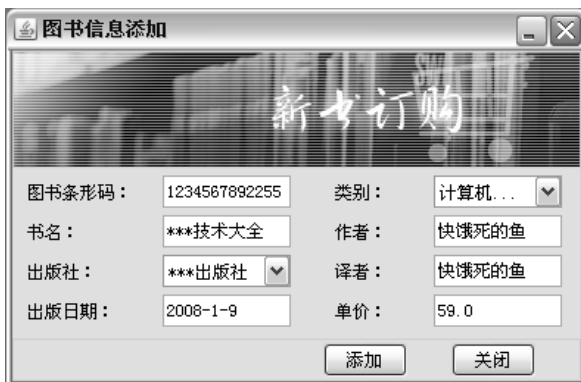 图书信息添加
新书订购
图书条形码： 1234567892255 类别： 计算机...
书名： ***技术大全 作者： 快饿死的鱼
出版社： ***出版社 译者： 快饿死的鱼
出版日期： 2008-1-9 单价： 59.0
添加 关闭